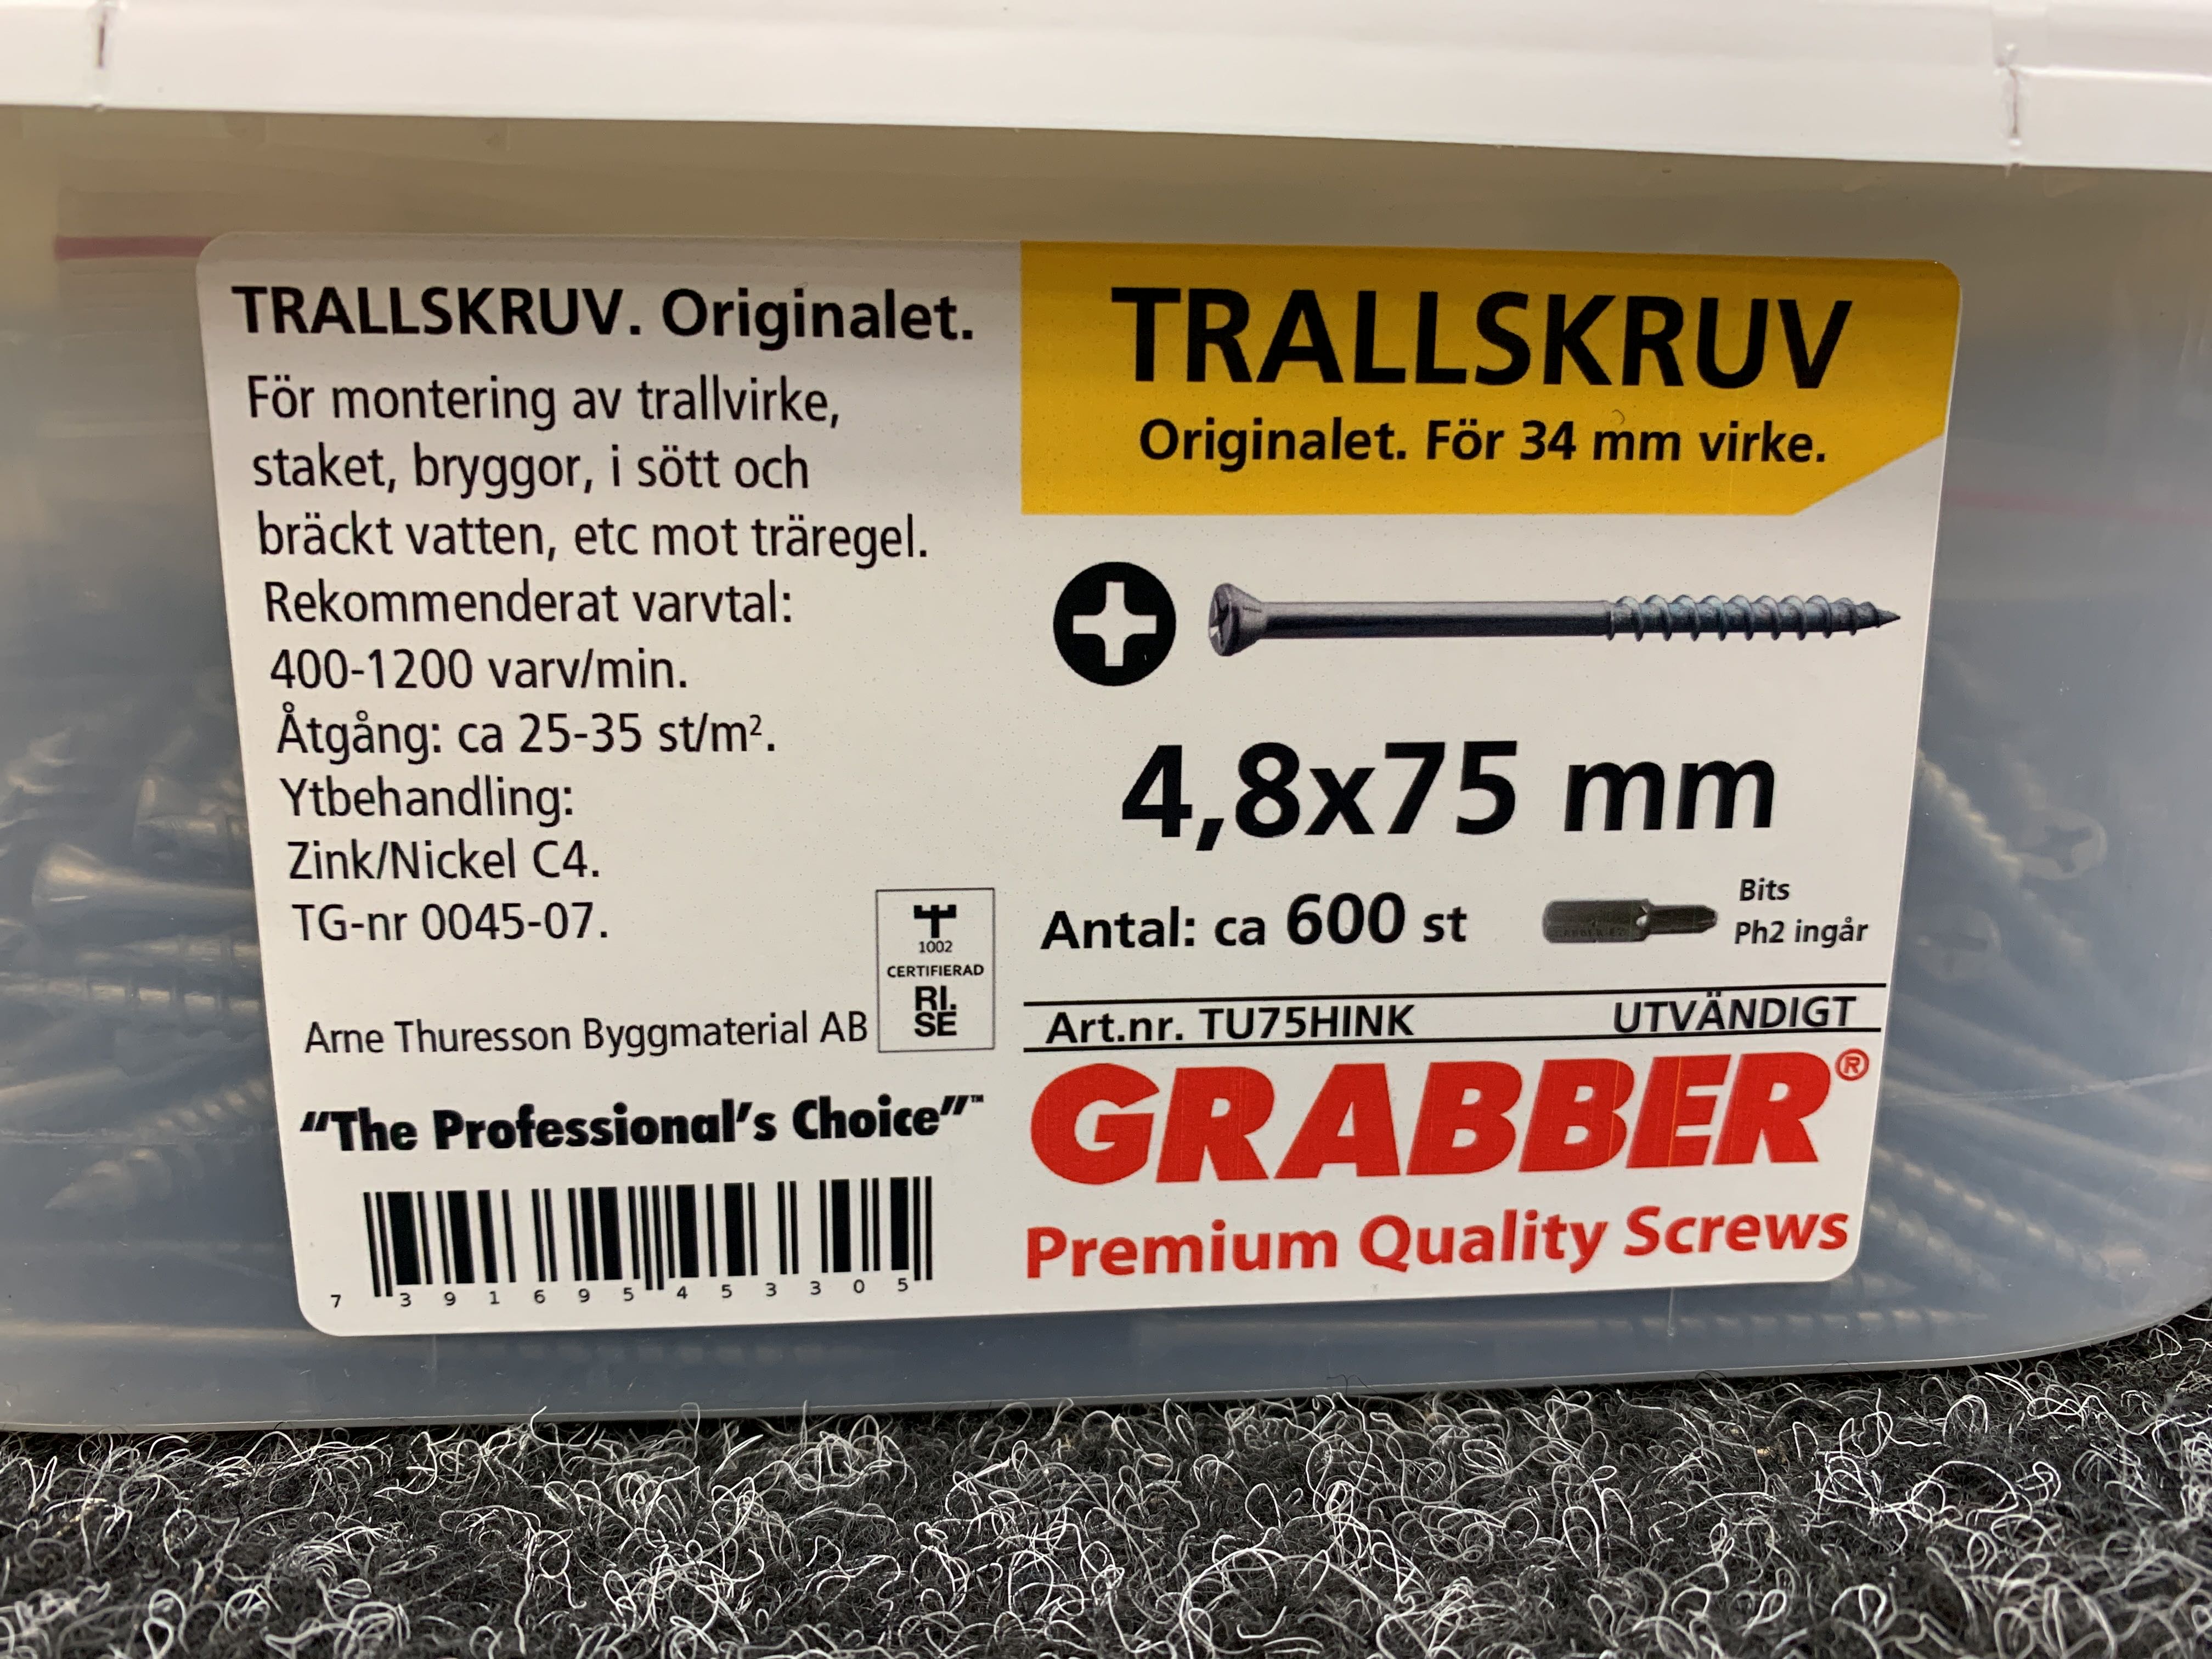 TRALLSKRUV. Originalet.
För montering av trallvirke,
staket, bryggor, i sött och
bräckt vatten, etc mot träregel.
Rekommenderat varvtal:
400-1200 varv/min.
Åtgång: ca 25-35 st/m².
Ytbehandling:
Zink/Nickel C4.
TG-nr 0045-07.
1002
CERTIFIERAD
RI.
SE
Arne Thuresson Byggmaterial AB
"The Professional's Choice"™
7 391695 453305
TRALLSKRUV
Originalet. För 34 mm virke.
4,8x75 mm
Antal: ca 600 st
Bits
Ph2 ingår
Art.nr. TU75HINK UTVÄNDIGT
GRABBER®
Premium Quality Screws